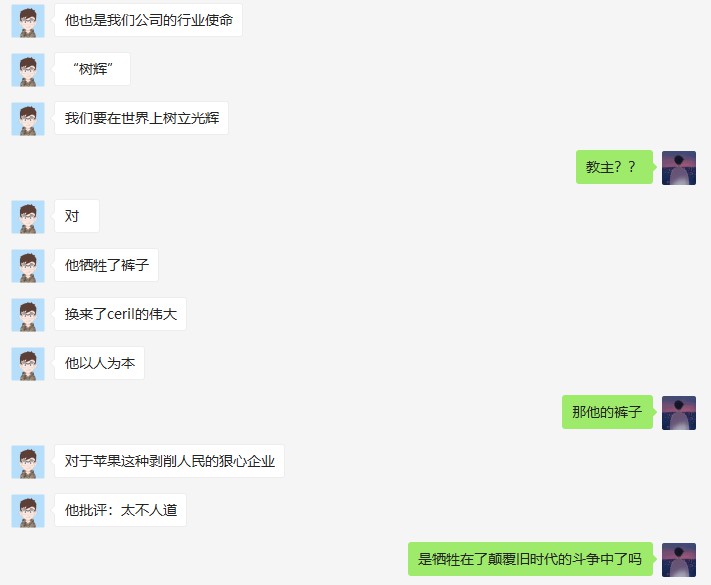 他也是我们公司的行业使命
“树辉”
我们要在世界上树立光辉
教主？？
对
他牺牲了裤子
换来了ceril的伟大
他以人为本
那他的裤子
对于苹果这种剥削人民的狠心企业
他批评：太不人道
是牺牲在了颠覆旧时代的斗争中了吗